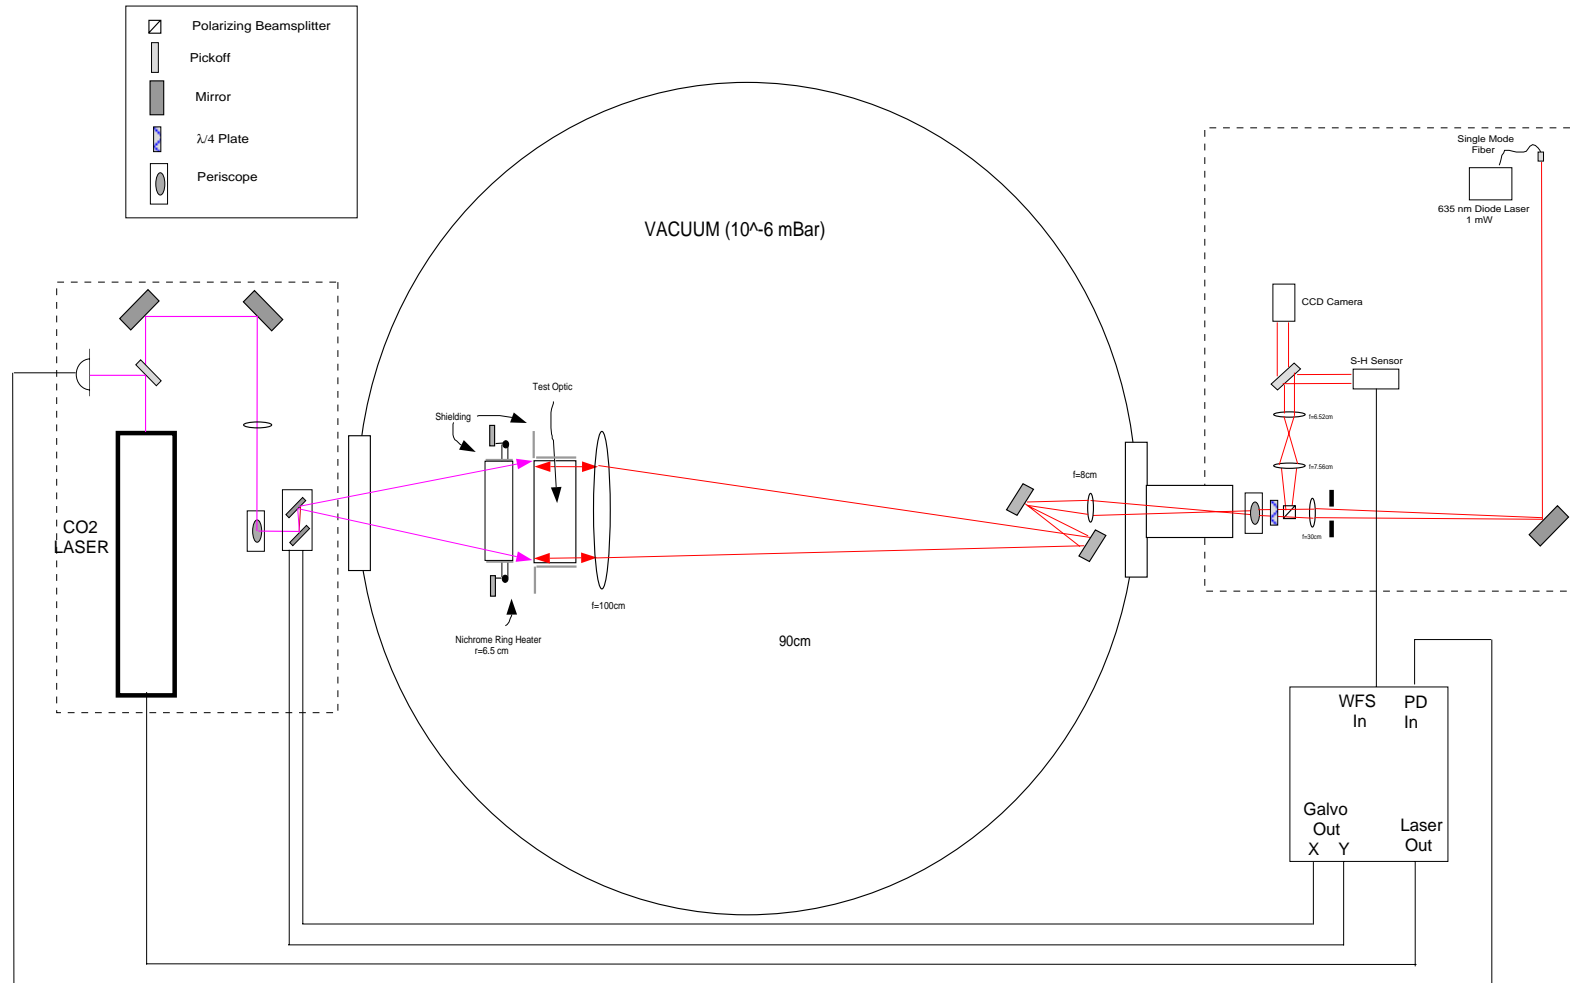 Polarizing Beamsplitter
Pickoff
Mirror
λ/4 Plate
Periscope
VACUUM (10^-6 mBar)
Single Mode
Fiber
635 nm Diode Laser
1 mW
CCD Camera
S-H Sensor
f=6.52cm
f=7.56cm
f=30cm
f=8cm
Test Optic
Shielding
f=100cm
Nichrome Ring Heater
r=6.5 cm
90cm
CO2
LASER
WFS
In
PD
In
Galvo
Out
X Y
Laser
Out